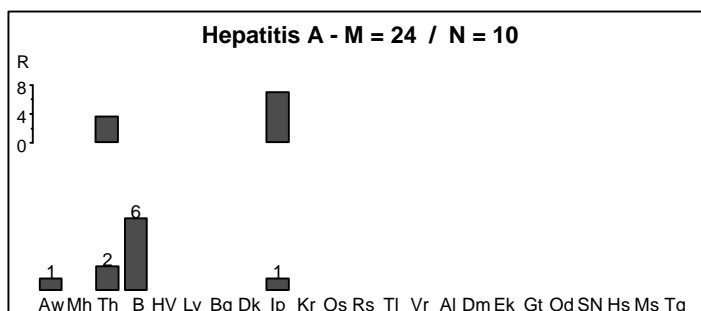 Hepatitis A - M = 24 / N = 10
R
8
4
0
6
1 2 1
Aw Mh Th B HV Lv Bg Dk Ip Kr Os Rs Tl Vr Al Dm Ek Gt Od SN Hs Ms Tg